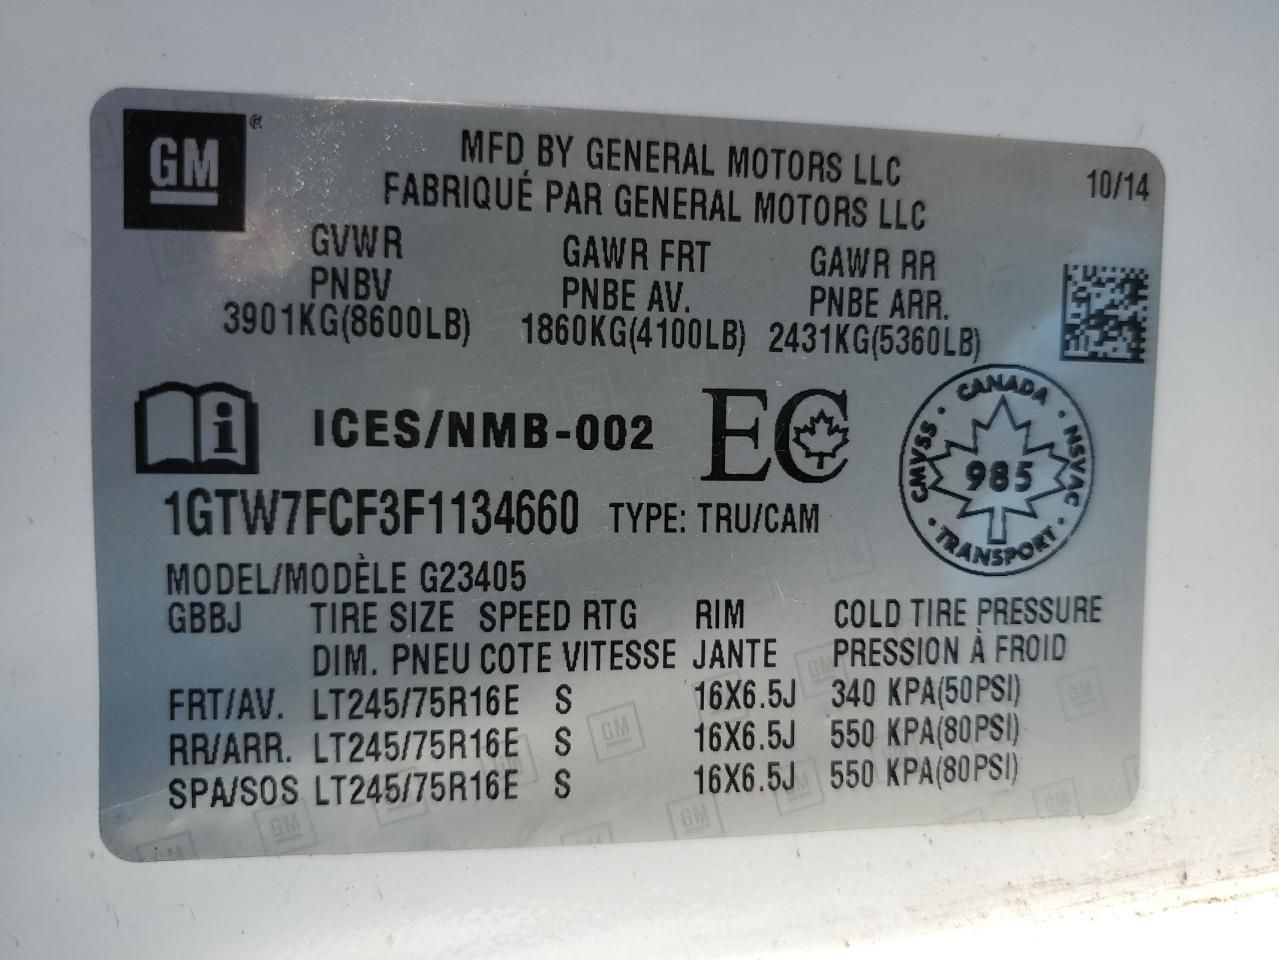 GM®
MFD BY GENERAL MOTORS LLC
FABRIQUÉ PAR GENERAL MOTORS LLC
10/14
GVWR GAWR FRT GAWR RR
PNBV PNBE AV. PNBE ARR.
3901KG(8600LB) 1860KG(4100LB) 2431KG(5360LB)
i ICES/NMB-002 EC
CANADA
CMVSS · NSVAC
985
TRANSPORT
1GTW7FCF3F1134660 TYPE: TRU/CAM
MODEL/MODÈLE G23405
GBBJ TIRE SIZE SPEED RTG RIM COLD TIRE PRESSURE
DIM. PNEU COTE VITESSE JANTE PRESSION À FROID
FRT/AV. LT245/75R16E S 16X6.5J 340 KPA(50PSI)
RR/ARR. LT245/75R16E S 16X6.5J 550 KPA(80PSI)
SPA/SOS LT245/75R16E S 16X6.5J 550 KPA(80PSI)